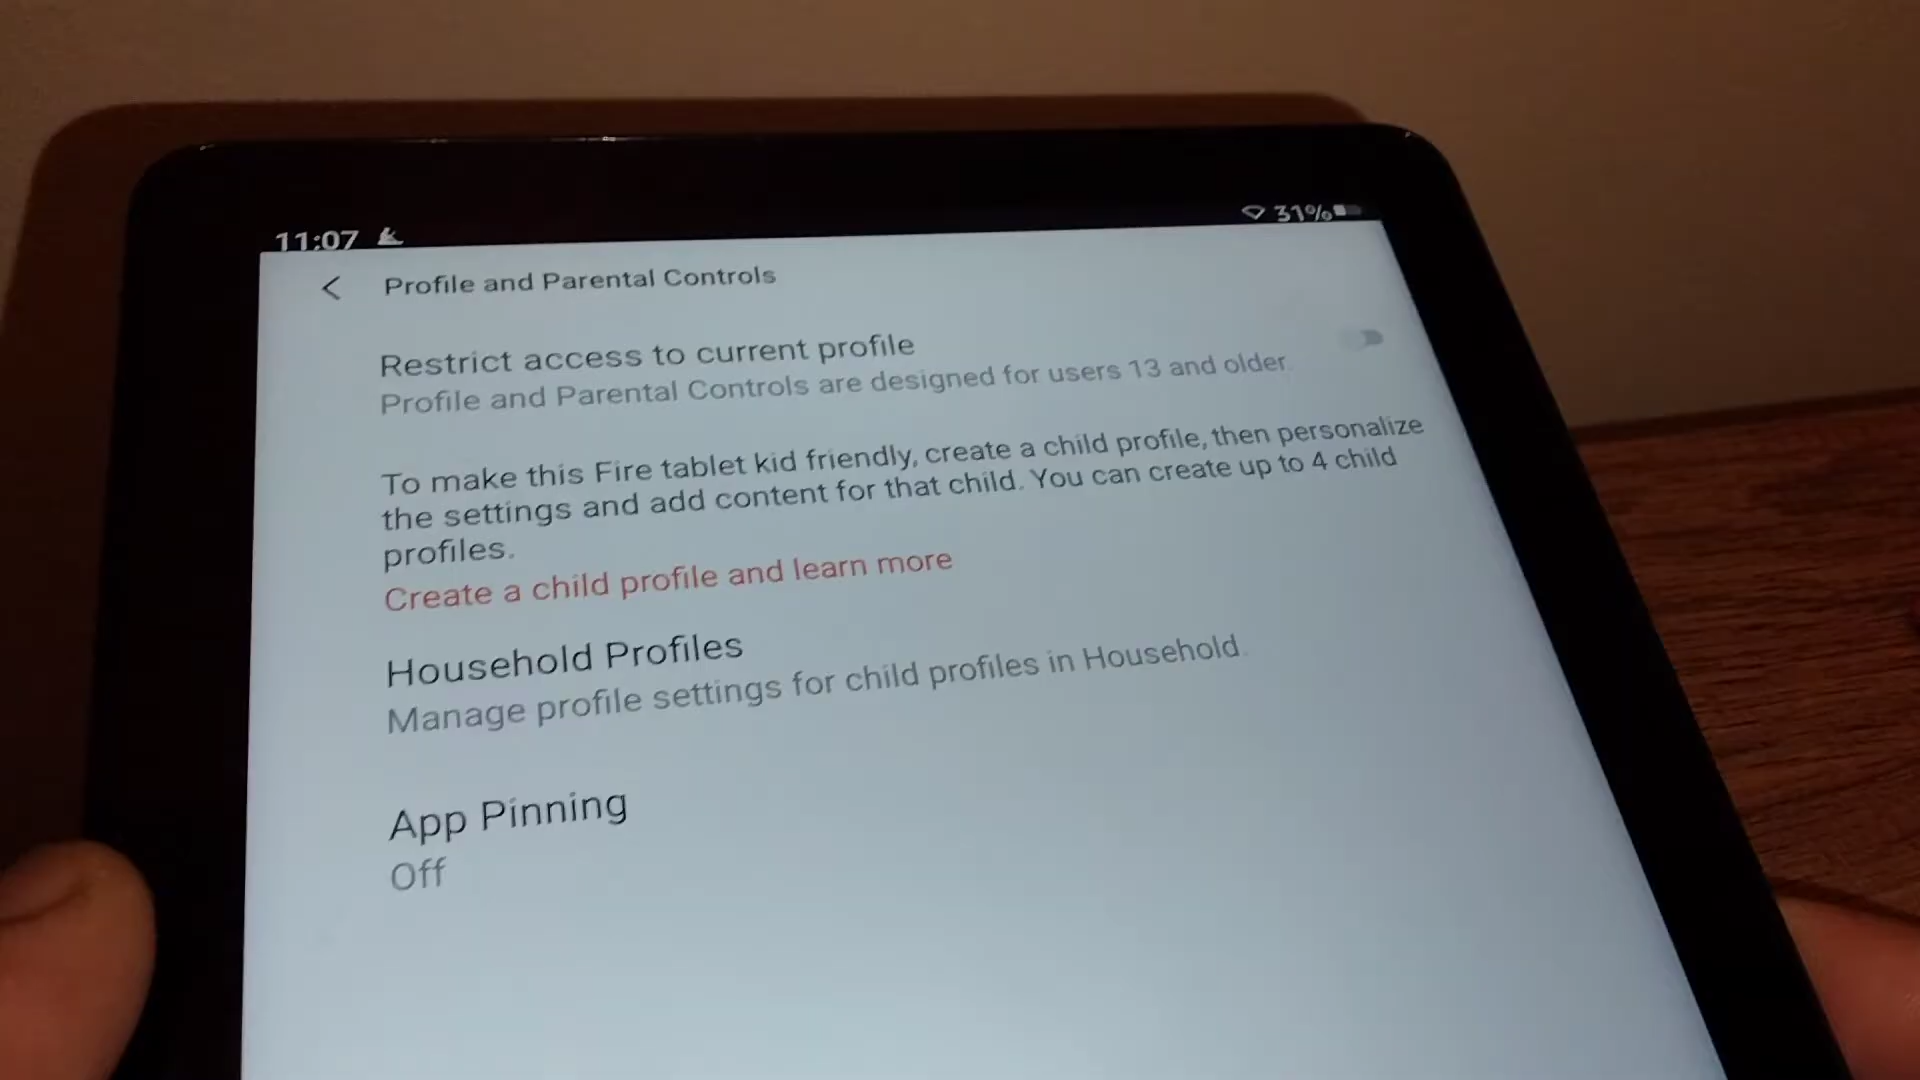 11:07 31%
Profile and Parental Controls
Restrict access to current profile
Profile and Parental Controls are designed for users 13 and older.
To make this Fire tablet kid friendly, create a child profile, then personalize
the settings and add content for that child. You can create up to 4 child
profiles.
Create a child profile and learn more
Household Profiles
Manage profile settings for child profiles in Household.
App Pinning
Off